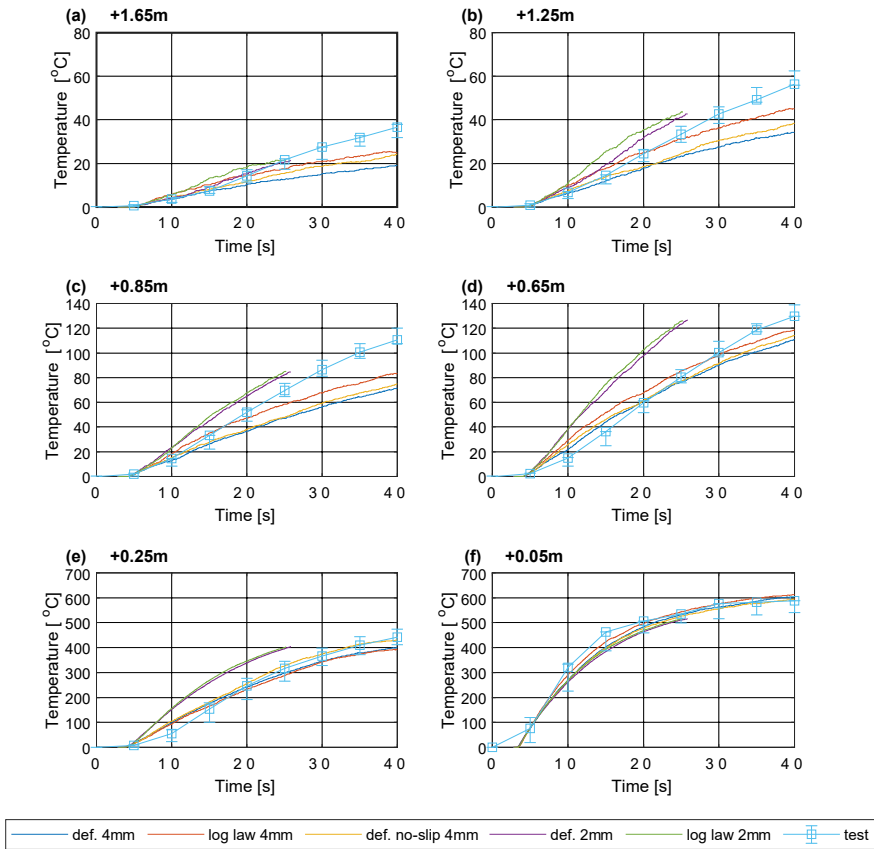 (a) +1.65m
(b) +1.25m
80
60
40
20
0
Temperature [°C]
0 10 20 30 40
Time [s]
80
60
40
20
0
Temperature [°C]
0 10 20 30 40
Time [s]
(c) +0.85m
(d) +0.65m
140
120
100
80
60
40
20
0
Temperature [°C]
0 10 20 30 40
Time [s]
140
120
100
80
60
40
20
0
Temperature [°C]
0 10 20 30 40
Time [s]
(e) +0.25m
(f) +0.05m
700
600
500
400
300
200
100
0
Temperature [°C]
0 10 20 30 40
Time [s]
700
600
500
400
300
200
100
0
Temperature [°C]
0 10 20 30 40
Time [s]
def. 4mm log law 4mm def. no-slip 4mm def. 2mm log law 2mm test